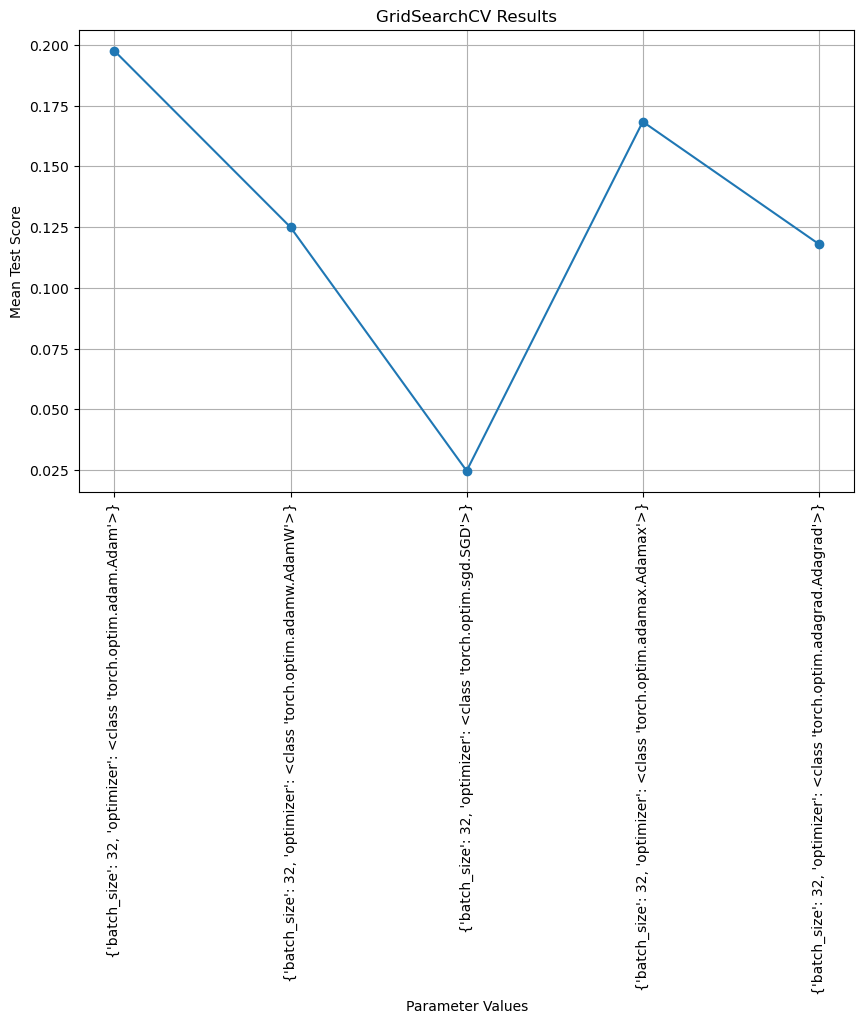 GridSearchCV Results
Mean Test Score
0.200
0.175
0.150
0.125
0.100
0.075
0.050
0.025
{'batch_size': 32, 'optimizer': <class 'torch.optim.adam.Adam'>}
{'batch_size': 32, 'optimizer': <class 'torch.optim.adamw.AdamW'>}
{'batch_size': 32, 'optimizer': <class 'torch.optim.sgd.SGD'>}
{'batch_size': 32, 'optimizer': <class 'torch.optim.adamax.Adamax'>}
{'batch_size': 32, 'optimizer': <class 'torch.optim.adagrad.Adagrad'>}
Parameter Values